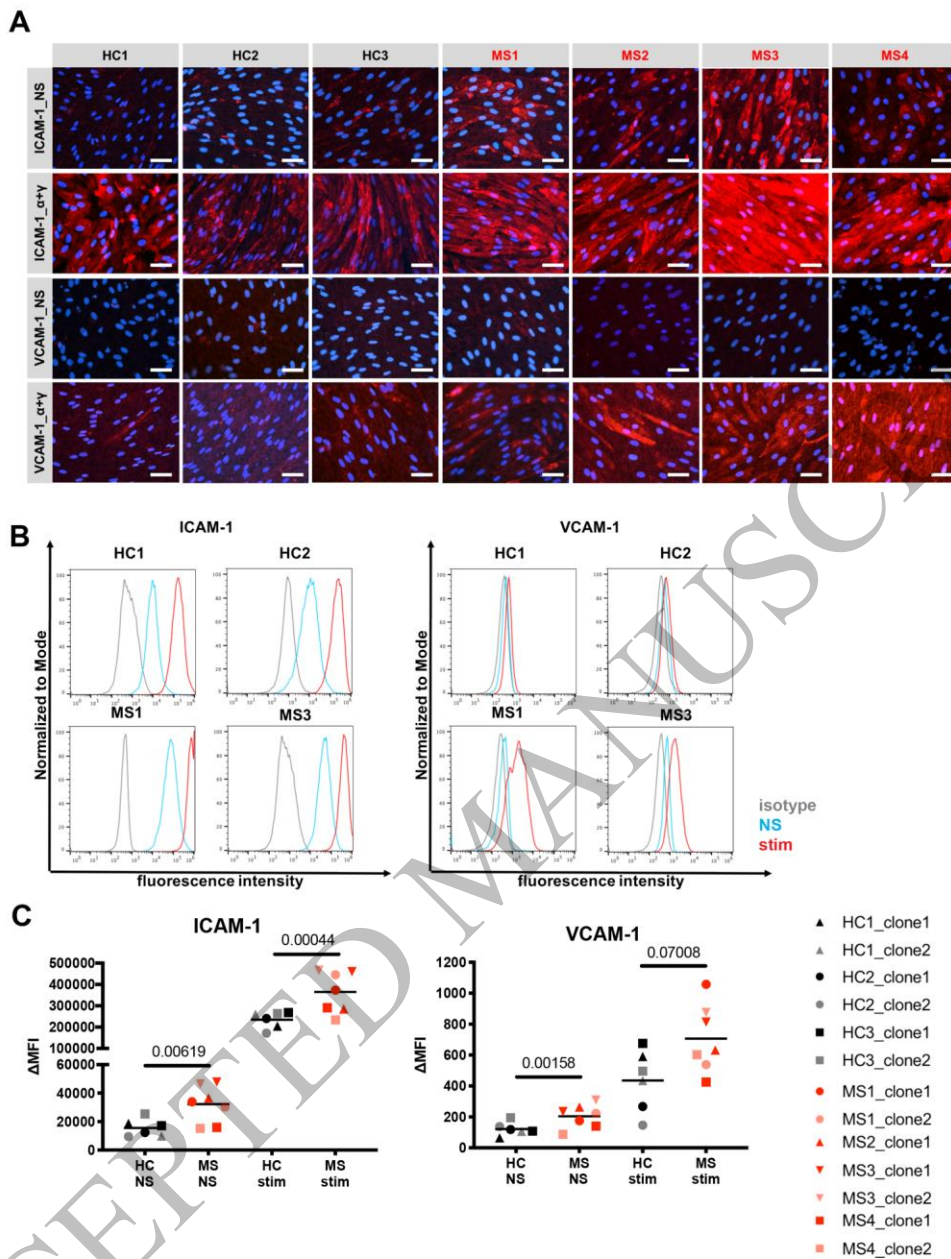 A
HC1 HC2 HC3 MS1 MS2 MS3 MS4
ICAM-1_NS
ICAM-1_α+γ
VCAM-1_NS
VCAM-1_α+γ
B
ICAM-1 VCAM-1
HC1 HC2 HC1 HC2
MS1 MS3 MS1 MS3
Normalized to Mode Normalized to Mode
isotype
NS
stim
fluorescence intensity fluorescence intensity
C
ICAM-1
0.00044
500000
400000
300000
200000
100000
60000
0.00619
40000
20000
0
ΔMFI
HC NS MS NS HC stim MS stim
VCAM-1
0.07008
1200
1000
800
600
400
0.00158
200
0
ΔMFI
HC NS MS NS HC stim MS stim
HC1_clone1
HC1_clone2
HC2_clone1
HC2_clone2
HC3_clone1
HC3_clone2
MS1_clone1
MS1_clone2
MS2_clone1
MS3_clone1
MS3_clone2
MS4_clone1
MS4_clone2
CEPTED MANUSCRI